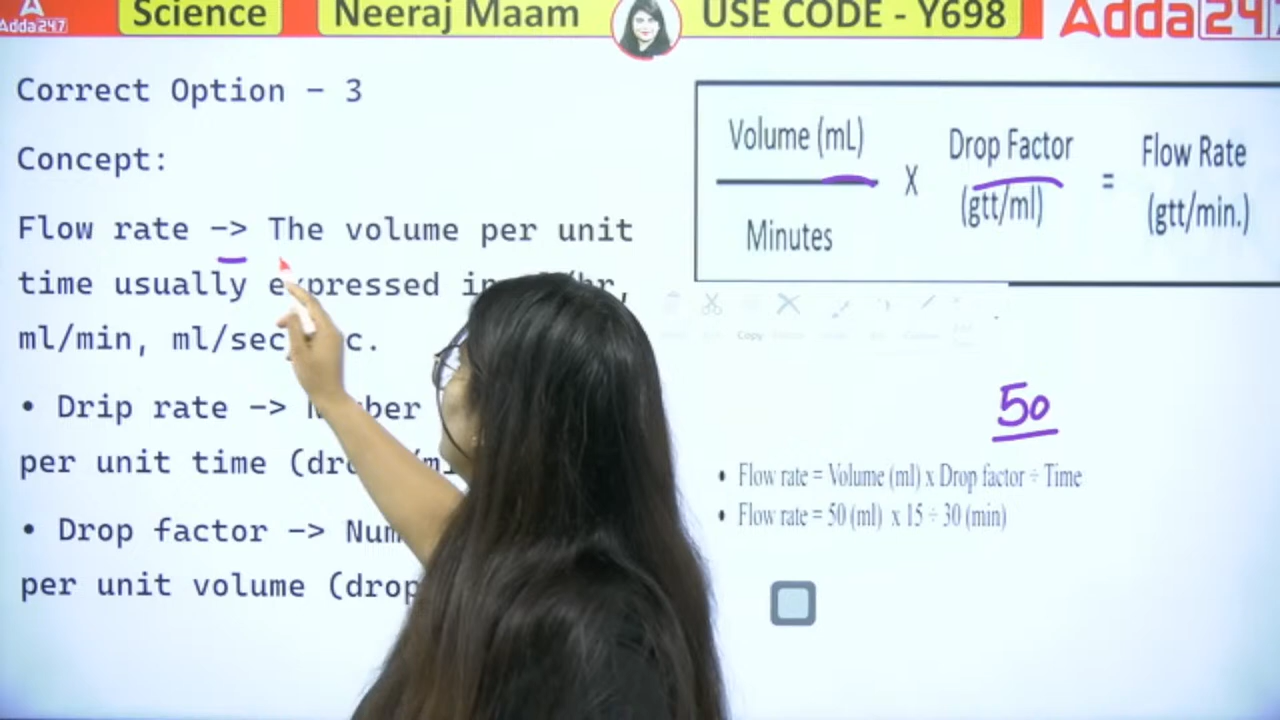 Adda247
Science
Neeraj Maam
USE CODE - Y698
Adda247
Correct Option – 3
Concept:
Flow rate –> The volume per unit
time usually expressed in
ml/min, ml/sec
• Drip rate –>
per unit time
• Drop factor –>
per unit volume
Volume (mL)
Minutes
X
Drop Factor
(gtt/ml)
=
Flow Rate
(gtt/min.)
Copy
50
• Flow rate = Volume (ml) x Drop factor ÷ Time
• Flow rate = 50 (ml) x 15 ÷ 30 (min)